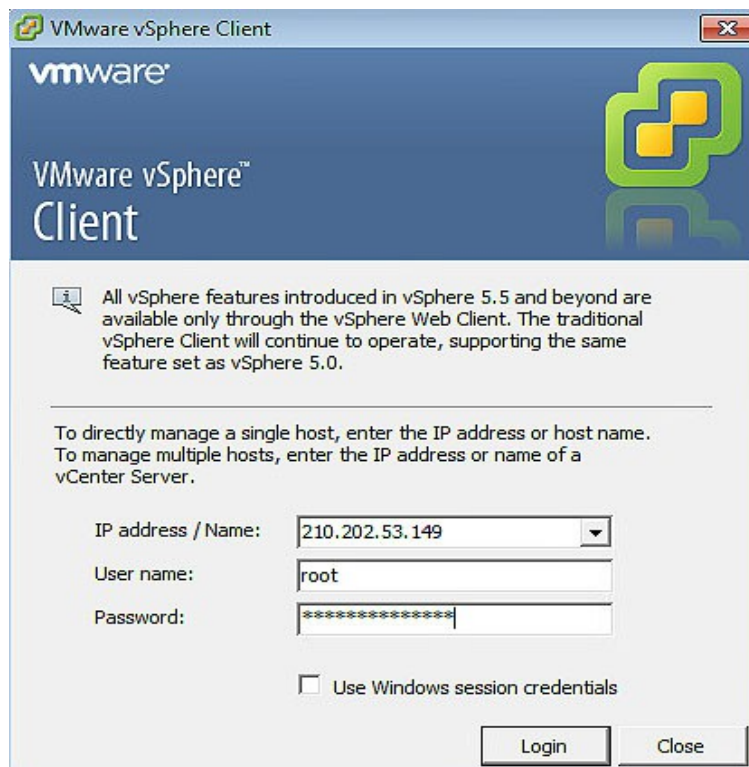 VMware vSphere Client
vmware
VMware vSphere™
Client
All vSphere features introduced in vSphere 5.5 and beyond are
available only through the vSphere Web Client. The traditional
vSphere Client will continue to operate, supporting the same
feature set as vSphere 5.0.
To directly manage a single host, enter the IP address or host name.
To manage multiple hosts, enter the IP address or name of a
vCenter Server.
IP address / Name: 210.202.53.149
User name: root
Password: **************
Use Windows session credentials
Login Close